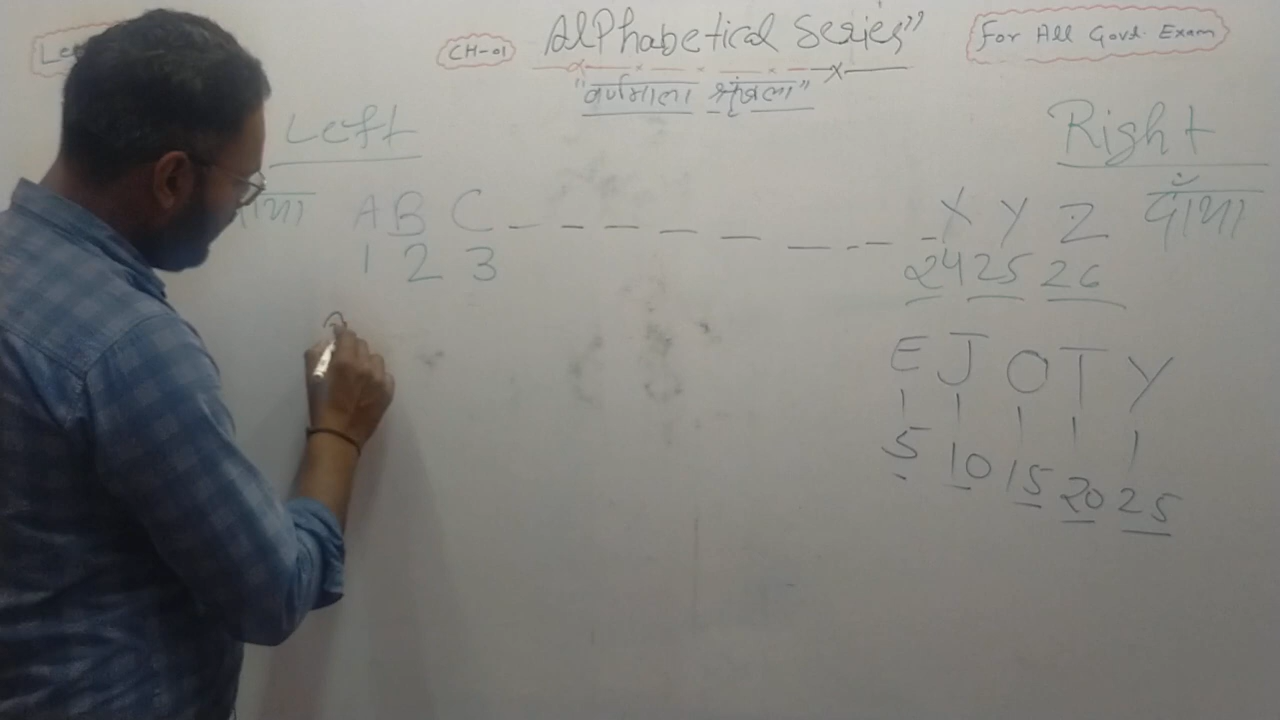 CH-01 Alphabetical Series" For All Govt. Exam
"वर्णमाला श्रृंखला"
Left Right
A B C _ _ _ _ _ _ _ _ X Y Z दाँया
1 2 3 24 25 26
E J O T Y
5 10 15 20 25